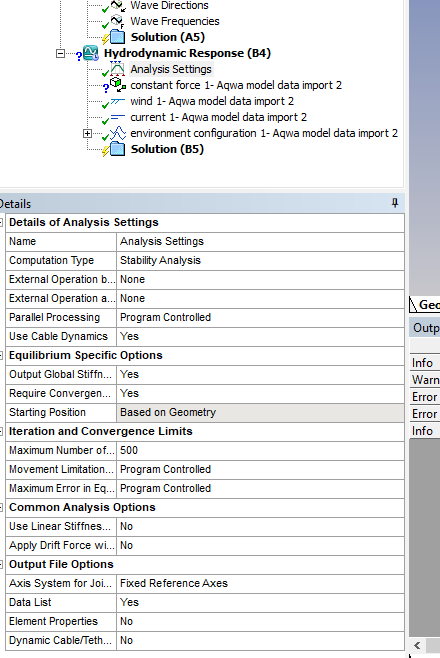 Wave Directions
Wave Frequencies
Solution (A5)
Hydrodynamic Response (B4)
Analysis Settings
constant force 1- Aqwa model data import 2
wind 1- Aqwa model data import 2
current 1- Aqwa model data import 2
environment configuration 1- Aqwa model data import 2
Solution (B5)
Details
Details of Analysis Settings
Name Analysis Settings
Computation Type Stability Analysis
External Operation b... None
External Operation a... None
Parallel Processing Program Controlled
Use Cable Dynamics Yes
Equilibrium Specific Options
Output Global Stiffn... Yes
Require Convergen... Yes
Starting Position Based on Geometry
Iteration and Convergence Limits
Maximum Number of... 500
Movement Limitation... Program Controlled
Maximum Error in Eq... Program Controlled
Common Analysis Options
Use Linear Stiffnes... No
Apply Drift Force wi... No
Output File Options
Axis System for Joi... Fixed Reference Axes
Data List Yes
Element Properties No
Dynamic Cable/Teth... No
Geo
Outp
Info
Warn
Error
Error
Info